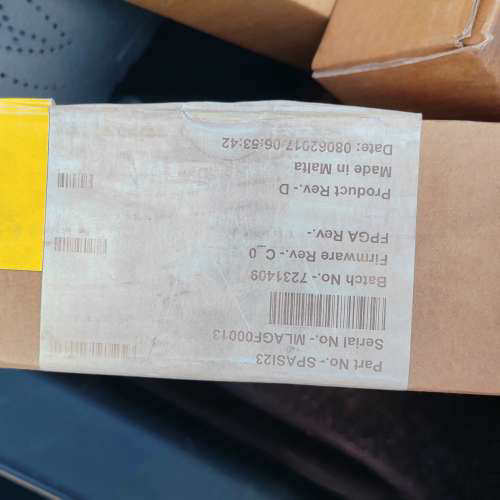 Part No.- SPASI23
Serial No.- MLAGF00013
Batch No.- 7231409
Firmware Rev.- C_0
FPGA Rev.-
Product Rev.- D
Made in Malta
Date: 08062017 06:53:42